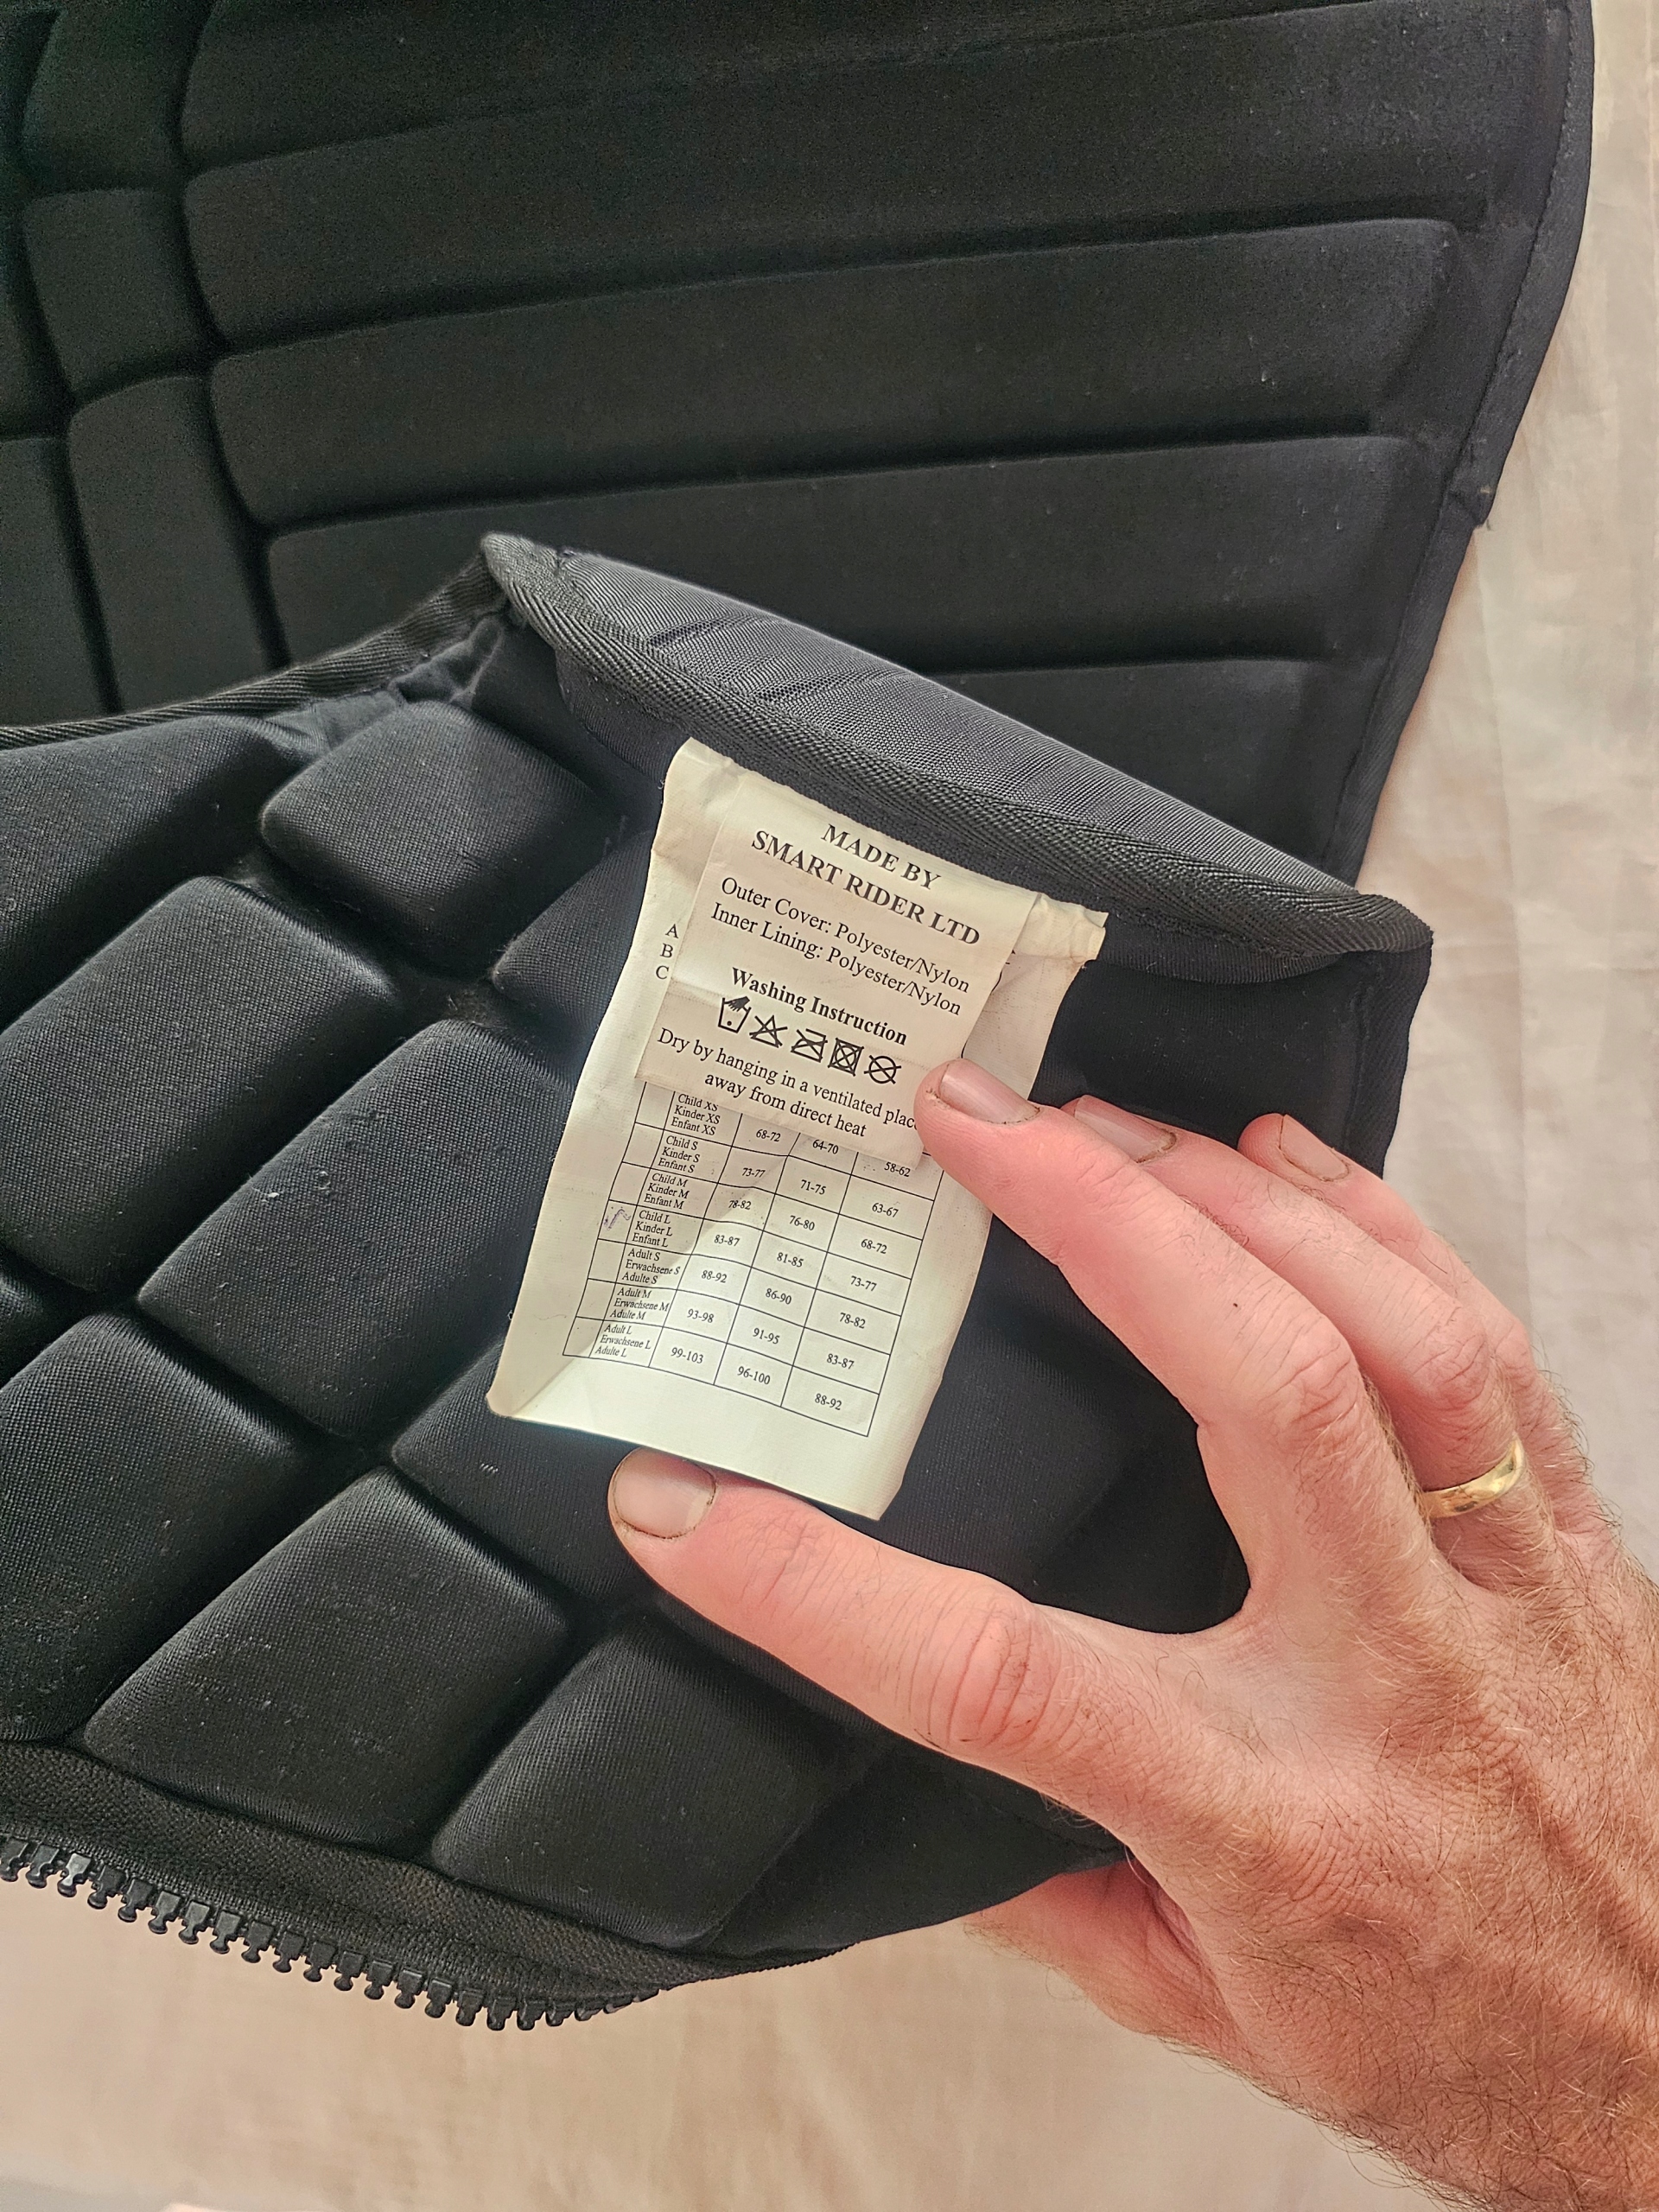 MADE BY
SMART RIDER LTD
Outer Cover: Polyester/Nylon
Inner Lining: Polyester/Nylon
Washing Instruction
Dry by hanging in a ventilated
away from direct heat
A
B
C
Child XS
Kinder XS
Enfant XS
68-72 64-70 58-62
Child S
Kinder S
Enfant S
73-77 71-75 63-67
Child M
Kinder M
Enfant M
78-82 76-80 68-72
Child L
Kinder L
Enfant L
83-87 81-85 73-77
Adult S
Erwachsene S
Adulte S
88-92 86-90 78-82
Adult M
Erwachsene M
Adulte M
93-98 91-95 83-87
Adult L
Erwachsene L
Adulte L
99-103 96-100 88-92